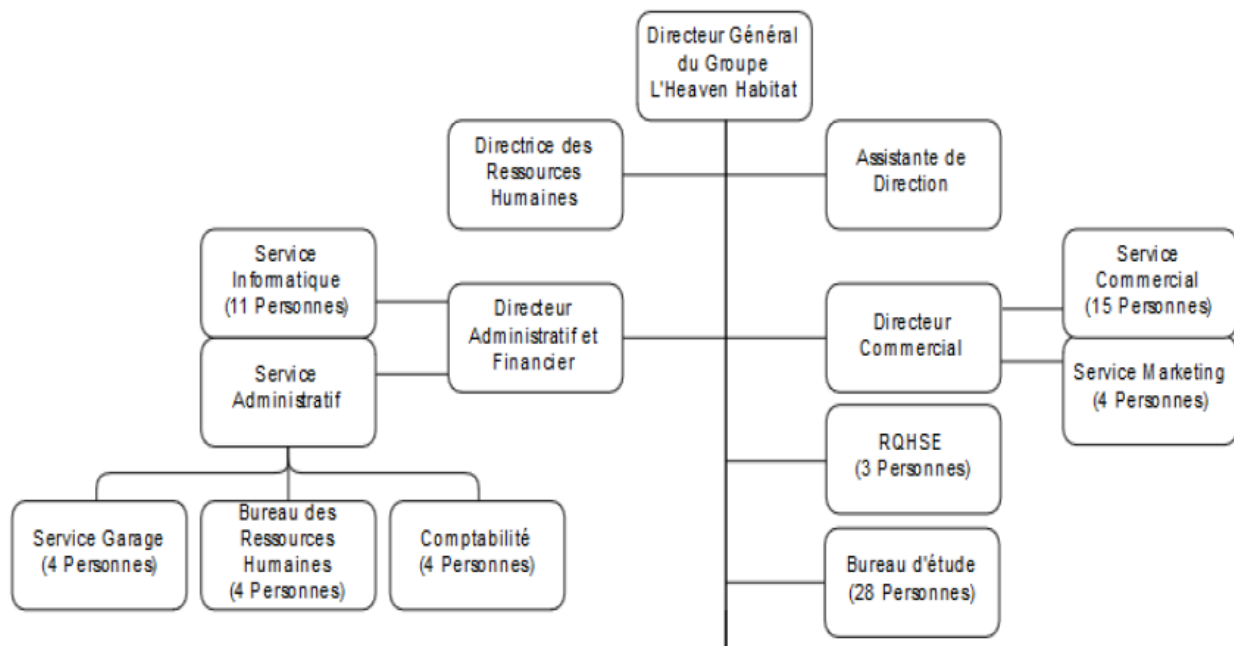 Directeur Général
du Groupe
L'Heaven Habitat
Directrice des
Ressources
Humaines
Assistante de
Direction
Service
Informatique
(11 Personnes)
Directeur
Administratif et
Financier
Directeur
Commercial
Service
Commercial
(15 Personnes)
Service
Administratif
Service Marketing
(4 Personnes)
RQHSE
(3 Personnes)
Service Garage
(4 Personnes)
Bureau des
Ressources
Humaines
(4 Personnes)
Comptabilité
(4 Personnes)
Bureau d'étude
(28 Personnes)